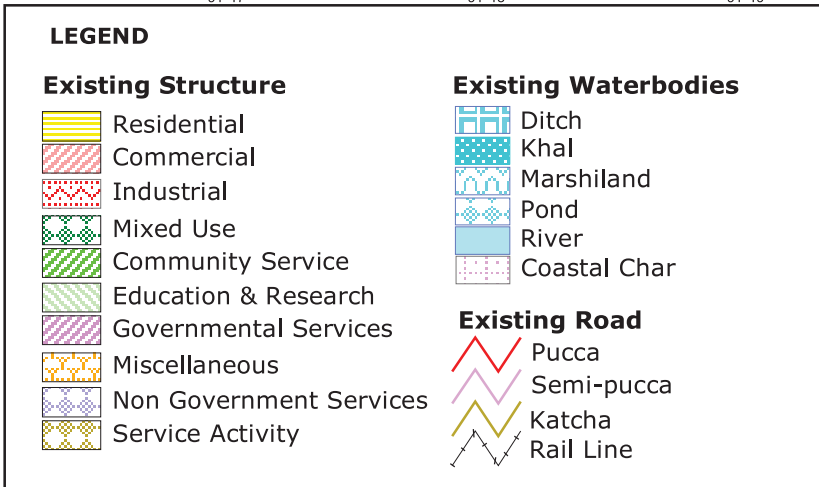 LEGEND
Existing Structure
Residential
Commercial
Industrial
Mixed Use
Community Service
Education & Research
Governmental Services
Miscellaneous
Non Government Services
Service Activity
Existing Waterbodies
Ditch
Khal
Marshiland
Pond
River
Coastal Char
Existing Road
Pucca
Semi-pucca
Katcha
Rail Line